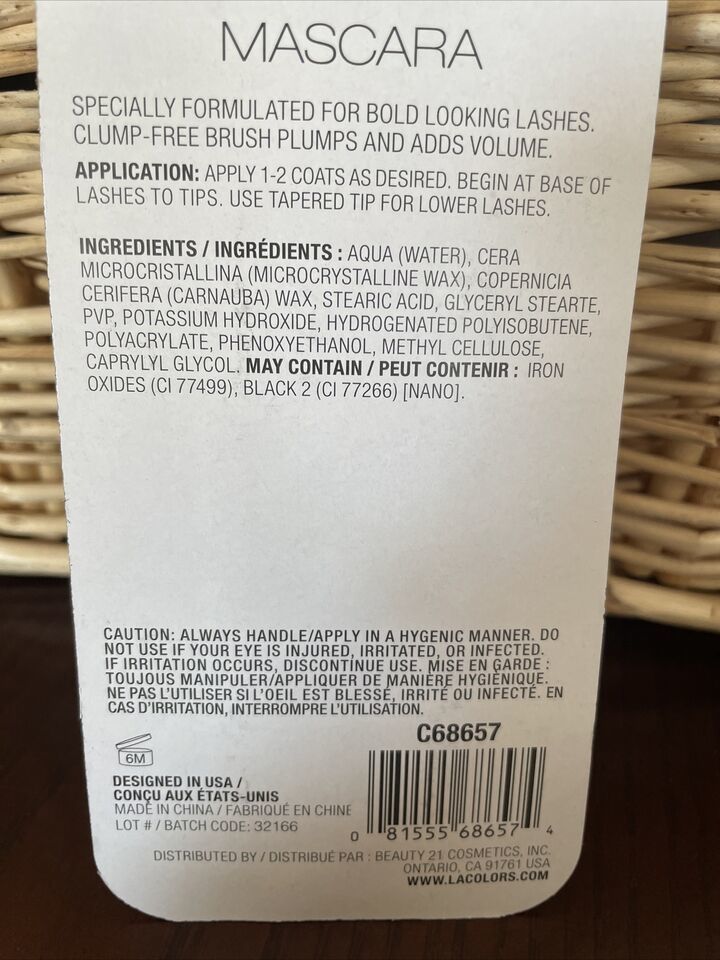 MASCARA
SPECIALLY FORMULATED FOR BOLD LOOKING LASHES.
CLUMP-FREE BRUSH PLUMPS AND ADDS VOLUME.
APPLICATION: APPLY 1-2 COATS AS DESIRED. BEGIN AT BASE OF
LASHES TO TIPS. USE TAPERED TIP FOR LOWER LASHES.
INGREDIENTS / INGRÉDIENTS : AQUA (WATER), CERA
MICROCRISTALLINA (MICROCRYSTALLINE WAX), COPERNICIA
CERIFERA (CARNAUBA) WAX, STEARIC ACID, GLYCERYL STEARTE,
PVP, POTASSIUM HYDROXIDE, HYDROGENATED POLYISOBUTENE,
POLYACRYLATE, PHENOXYETHANOL, METHYL CELLULOSE,
CAPRYLYL GLYCOL. MAY CONTAIN / PEUT CONTENIR : IRON
OXIDES (CI 77499), BLACK 2 (CI 77266) [NANO].
CAUTION: ALWAYS HANDLE/APPLY IN A HYGENIC MANNER. DO
NOT USE IF YOUR EYE IS INJURED, IRRITATED, OR INFECTED.
IF IRRITATION OCCURS, DISCONTINUE USE. MISE EN GARDE :
TOUJOUS MANIPULER/APPLIQUER DE MANIÈRE HYGIÉNIQUE.
NE PAS L'UTILISER SI L'OEIL EST BLESSÉ, IRRITÉ OU INFECTÉ. EN
CAS D'IRRITATION, INTERROMPRE L'UTILISATION.
C68657
6M
DESIGNED IN USA /
CONÇU AUX ÉTATS-UNIS
MADE IN CHINA / FABRIQUÉ EN CHINE
LOT # / BATCH CODE: 32166
0 81555 68657 4
DISTRIBUTED BY / DISTRIBUÉ PAR : BEAUTY 21 COSMETICS, INC.
ONTARIO, CA 91761 USA
WWW.LACOLORS.COM